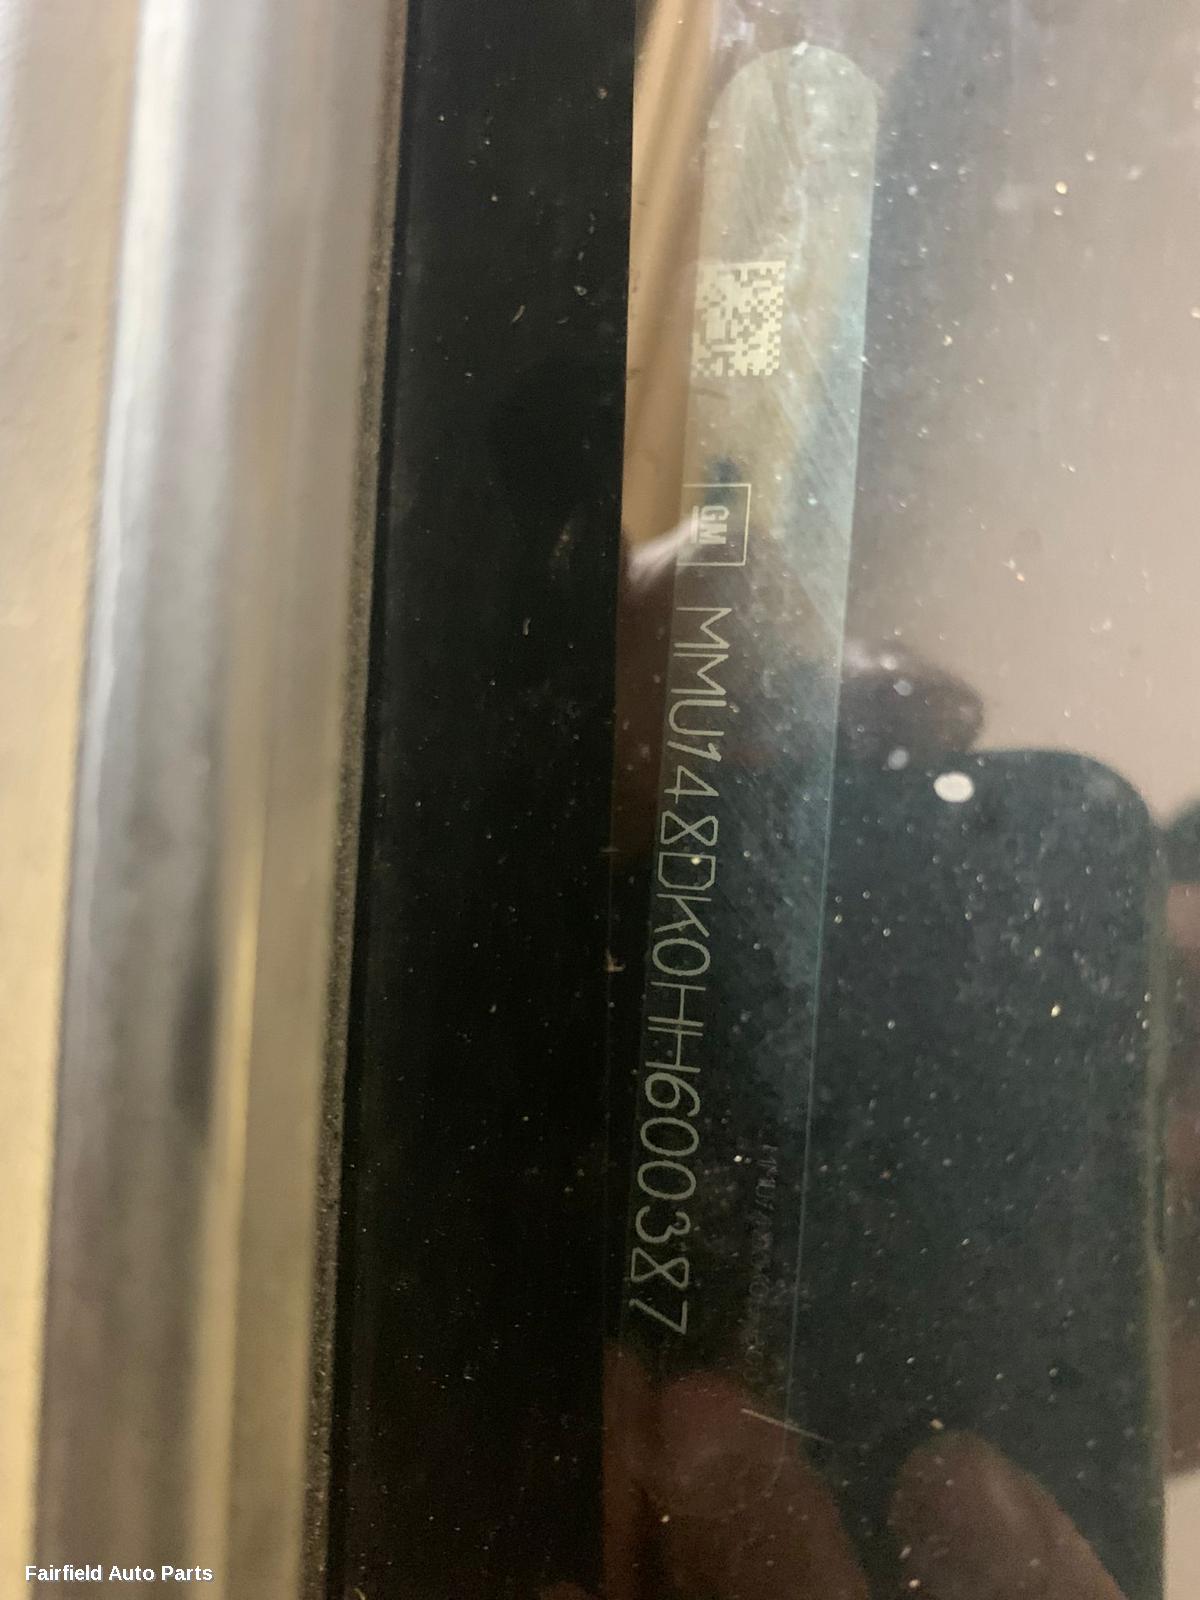 GM
MMU148DK0HH600387
Fairfield Auto Parts